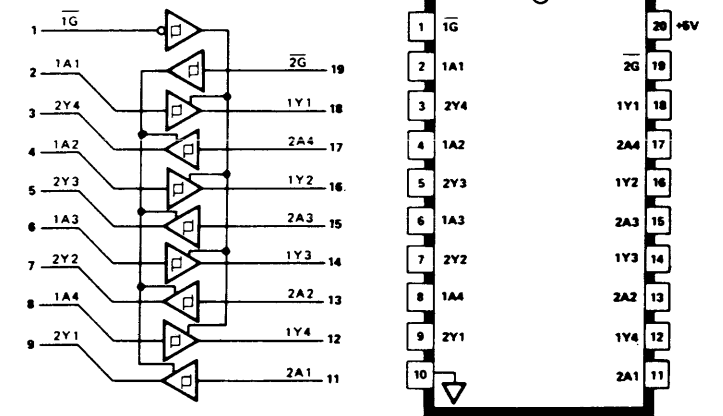 1 1G
2G 19
2 1A1
1Y1 18
3 2Y4
2A4 17
4 1A2
1Y2 16.
5 2Y3
2A3 15
6 1A3
1Y3 14
7 2Y2
2A2 13
8 1A4
1Y4 12
9 2Y1
2A1 11
1 1G 20 +5V
2 1A1 2G 19
3 2Y4 1Y1 18
4 1A2 2A4 17
5 2Y3 1Y2 16
6 1A3 2A3 15
7 2Y2 1Y3 14
8 1A4 2A2 13
9 2Y1 1Y4 12
10 2A1 11